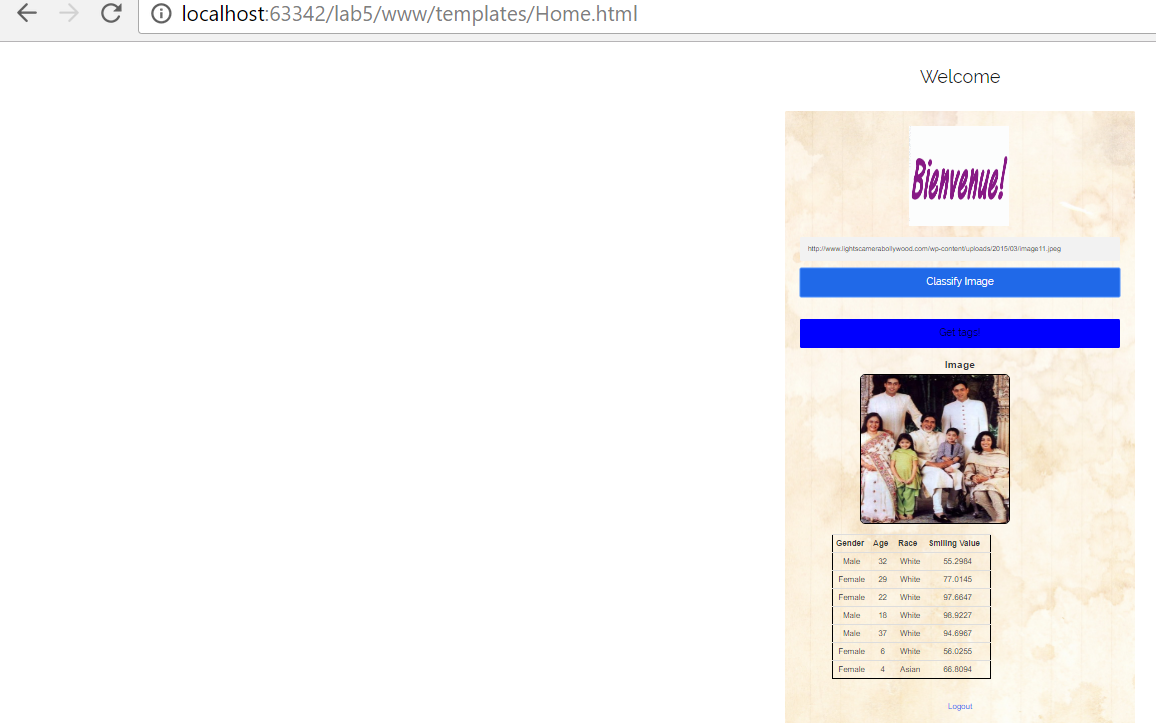 localhost:63342/lab5/www/templates/Home.html
Welcome
Bienvenue!
http://www.lightscamerabollywood.com/wp-content/uploads/2015/03/image11.jpeg
Classify Image
Get tags!
Image
Gender Age Race Smiling Value
Male 32 White 55.2984
Female 29 White 77.0145
Female 22 White 97.6647
Male 18 White 98.9227
Male 37 White 94.6967
Female 6 White 56.0255
Female 4 Asian 66.8094
Logout